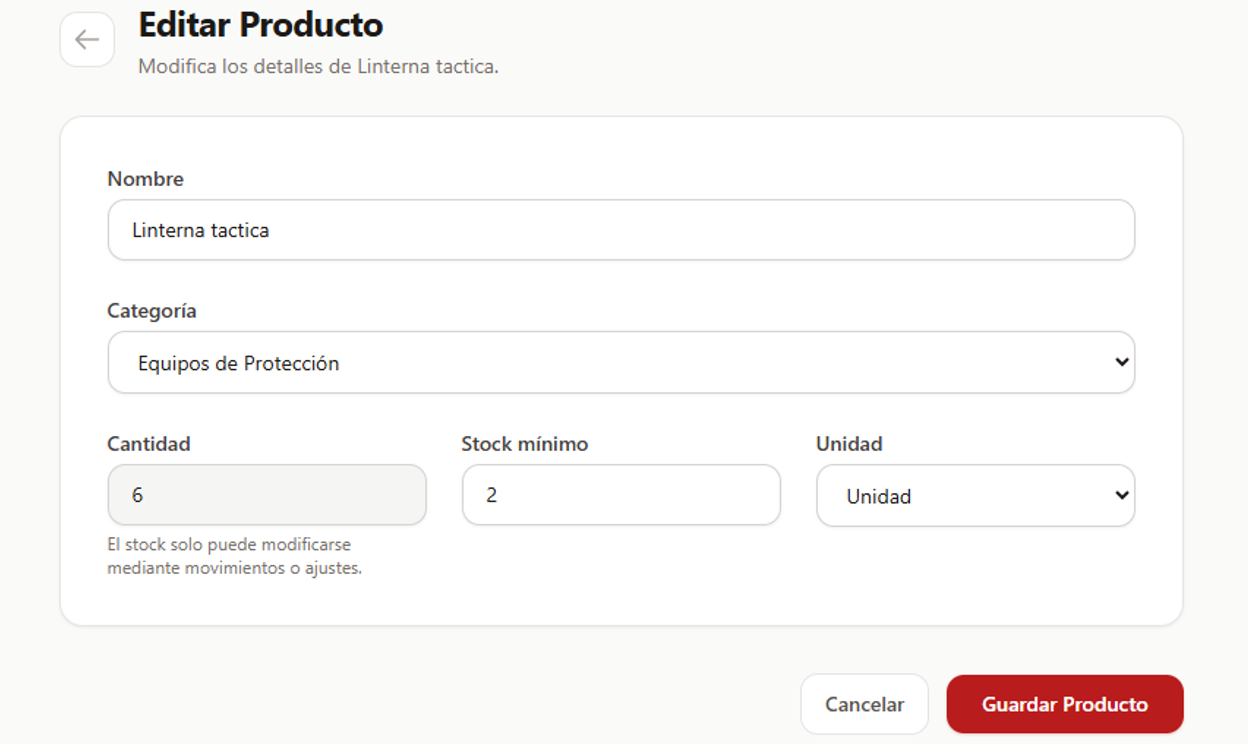 Editar Producto
Modifica los detalles de Linterna tactica.
Nombre
Linterna tactica
Categoría
Equipos de Protección
Cantidad
Stock mínimo
Unidad
6
2
Unidad
El stock solo puede modificarse
mediante movimientos o ajustes.
Cancelar
Guardar Producto